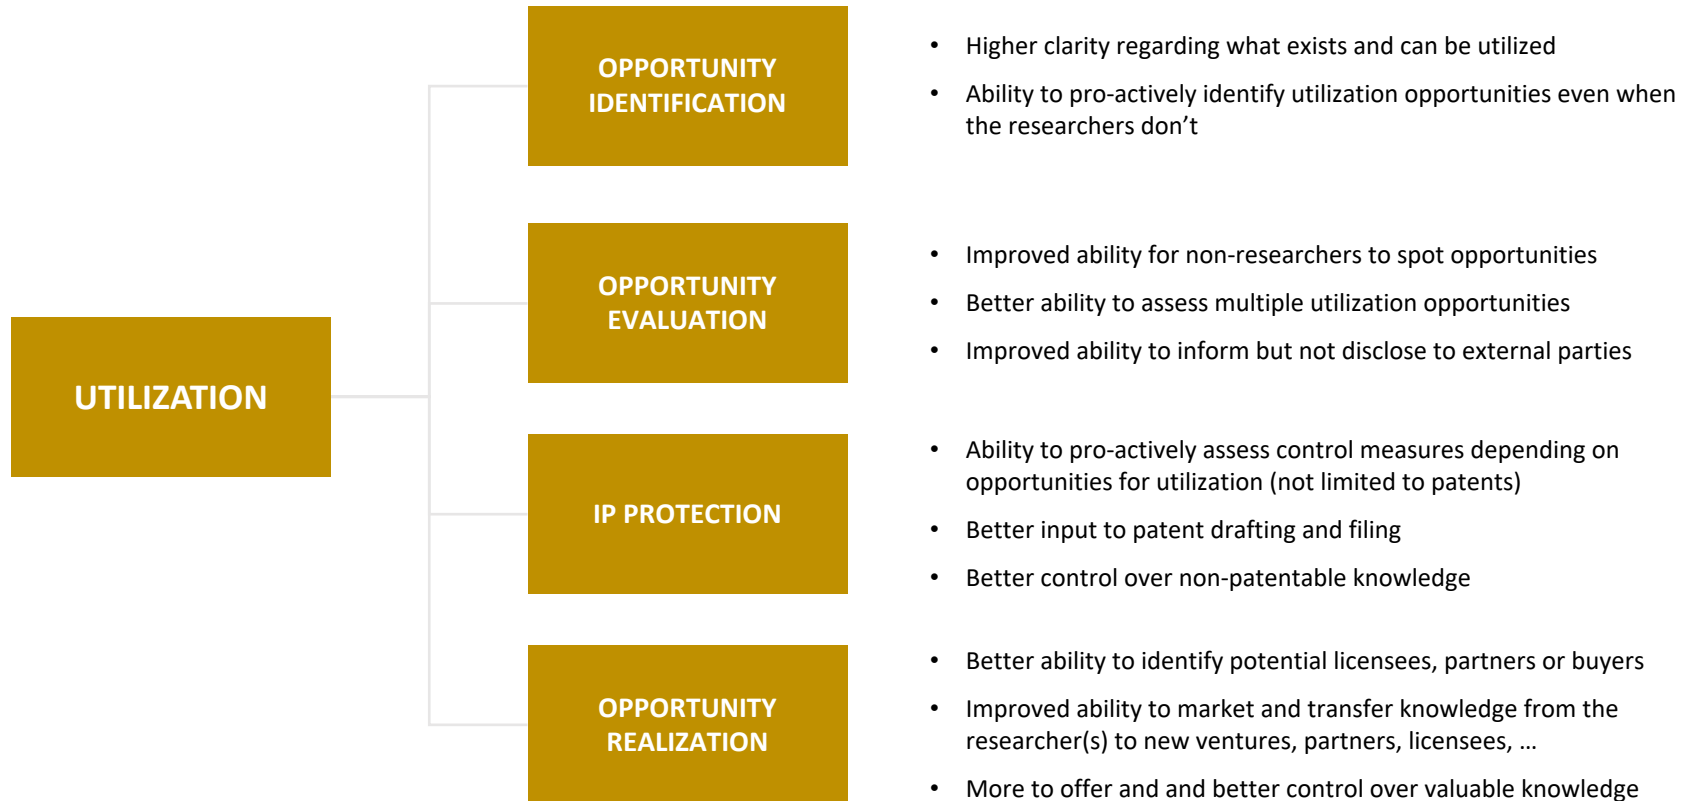 UTILIZATION
OPPORTUNITY
IDENTIFICATION
• Higher clarity regarding what exists and can be utilized
• Ability to pro-actively identify utilization opportunities even when
the researchers don’t
OPPORTUNITY
EVALUATION
• Improved ability for non-researchers to spot opportunities
• Better ability to assess multiple utilization opportunities
• Improved ability to inform but not disclose to external parties
IP PROTECTION
• Ability to pro-actively assess control measures depending on
opportunities for utilization (not limited to patents)
• Better input to patent drafting and filing
• Better control over non-patentable knowledge
OPPORTUNITY
REALIZATION
• Better ability to identify potential licensees, partners or buyers
• Improved ability to market and transfer knowledge from the
researcher(s) to new ventures, partners, licensees, …
• More to offer and and better control over valuable knowledge